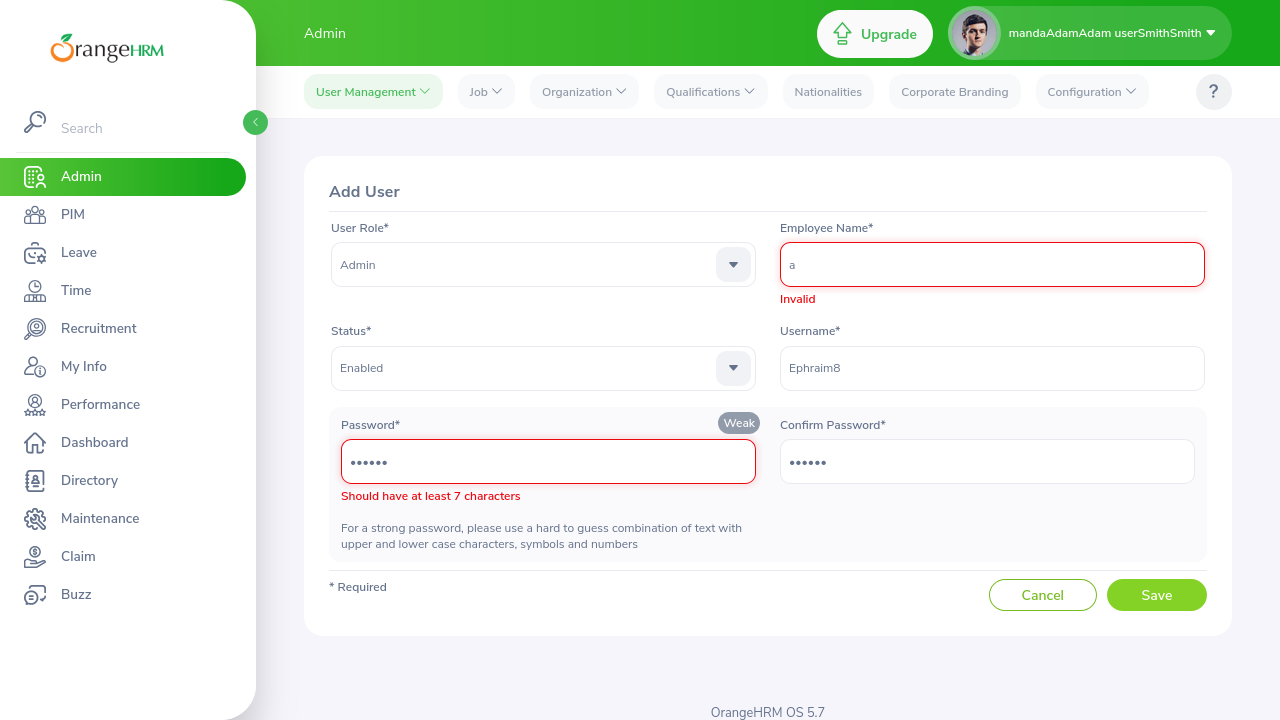 OrangeHRM
Admin
Upgrade
mandaAdamAdam userSmithSmith
User Management
Job
Organization
Qualifications
Nationalities
Corporate Branding
Configuration
?
Search
Admin
PIM
Leave
Time
Recruitment
My Info
Performance
Dashboard
Directory
Maintenance
Claim
Buzz
Add User
User Role*
Employee Name*
Admin
a
Invalid
Status*
Username*
Enabled
Ephraim8
Password*
Weak
Confirm Password*
••••••
••••••
Should have at least 7 characters
For a strong password, please use a hard to guess combination of text with
upper and lower case characters, symbols and numbers
* Required
Cancel
Save
OrangeHRM OS 5.7